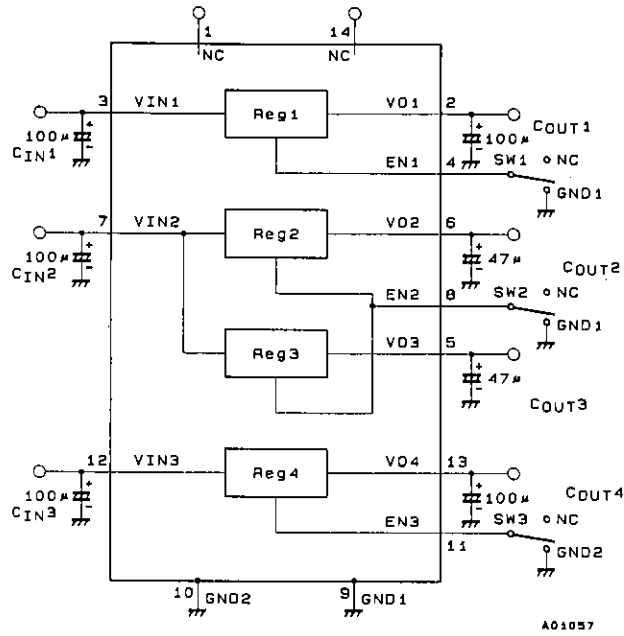 1 14
NC NC
3 VIN1 Reg1 VO1 2
100μ + - CIN1
100μ + - COUT1
EN1 4 SW1 NC
GND1
7 VIN2 Reg2 VO2 6
100μ + - CIN2
47μ + - COUT2
EN2 8 SW2 NC
GND1
Reg3 VO3 5
47μ + - COUT3
12 VIN3 Reg4 VO4 13
100μ + - CIN3
100μ + - COUT4
EN3 11 SW3 NC
GND2
10 GND2 9 GND1
A01057